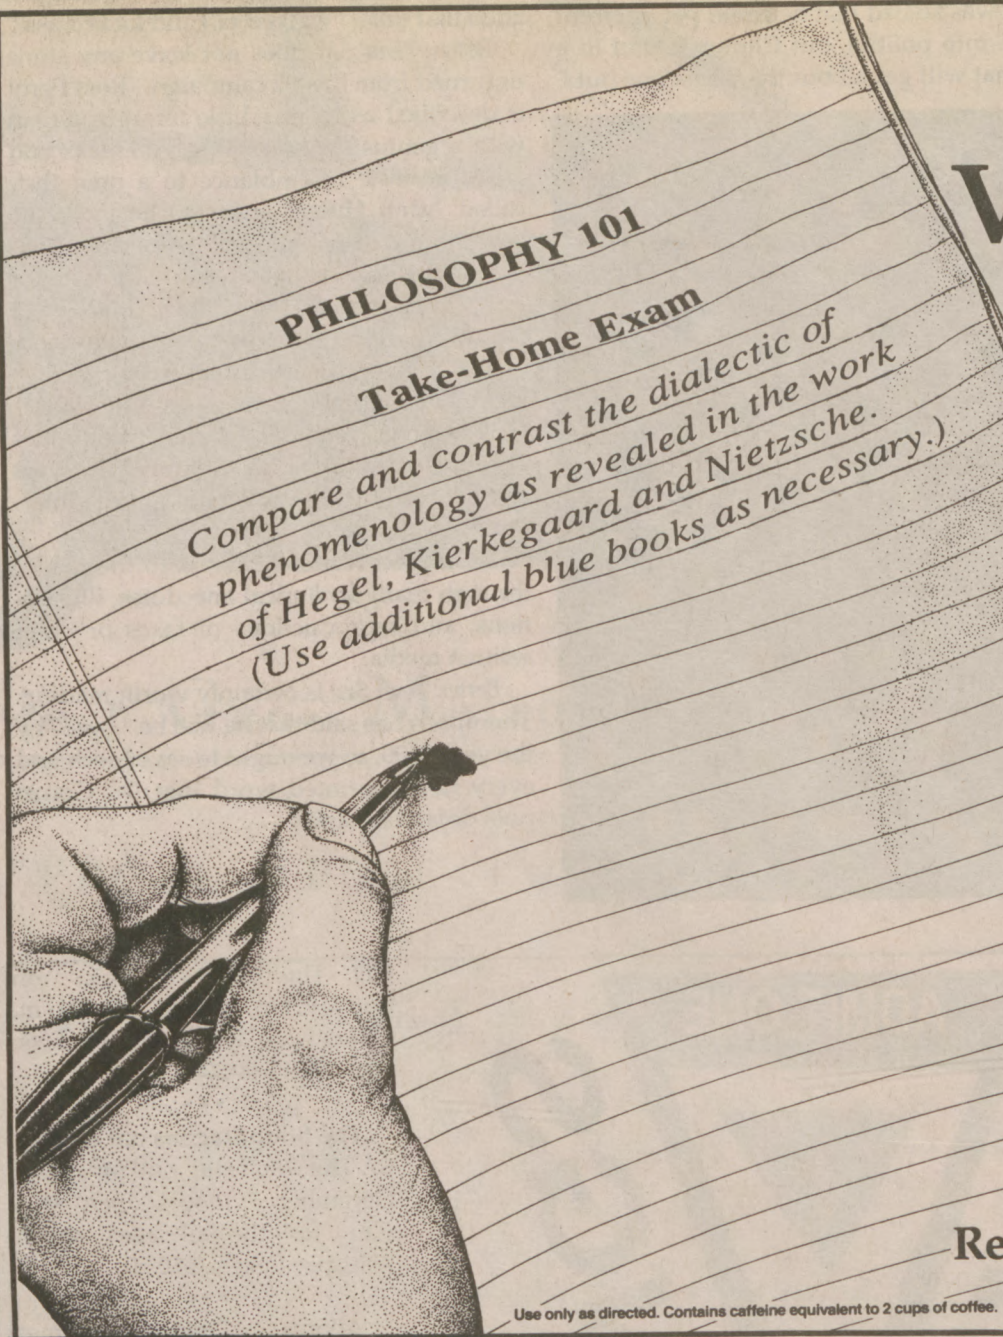 PHILOSOPHY 101
Take-Home Exam
Compare and contrast the dialectic of
phenomenology as revealed in the work
of Hegel, Kierkegaard and Nietzsche.
(Use additional blue books as necessary.)
V
Re
Use only as directed. Contains caffeine equivalent to 2 cups of coffee.